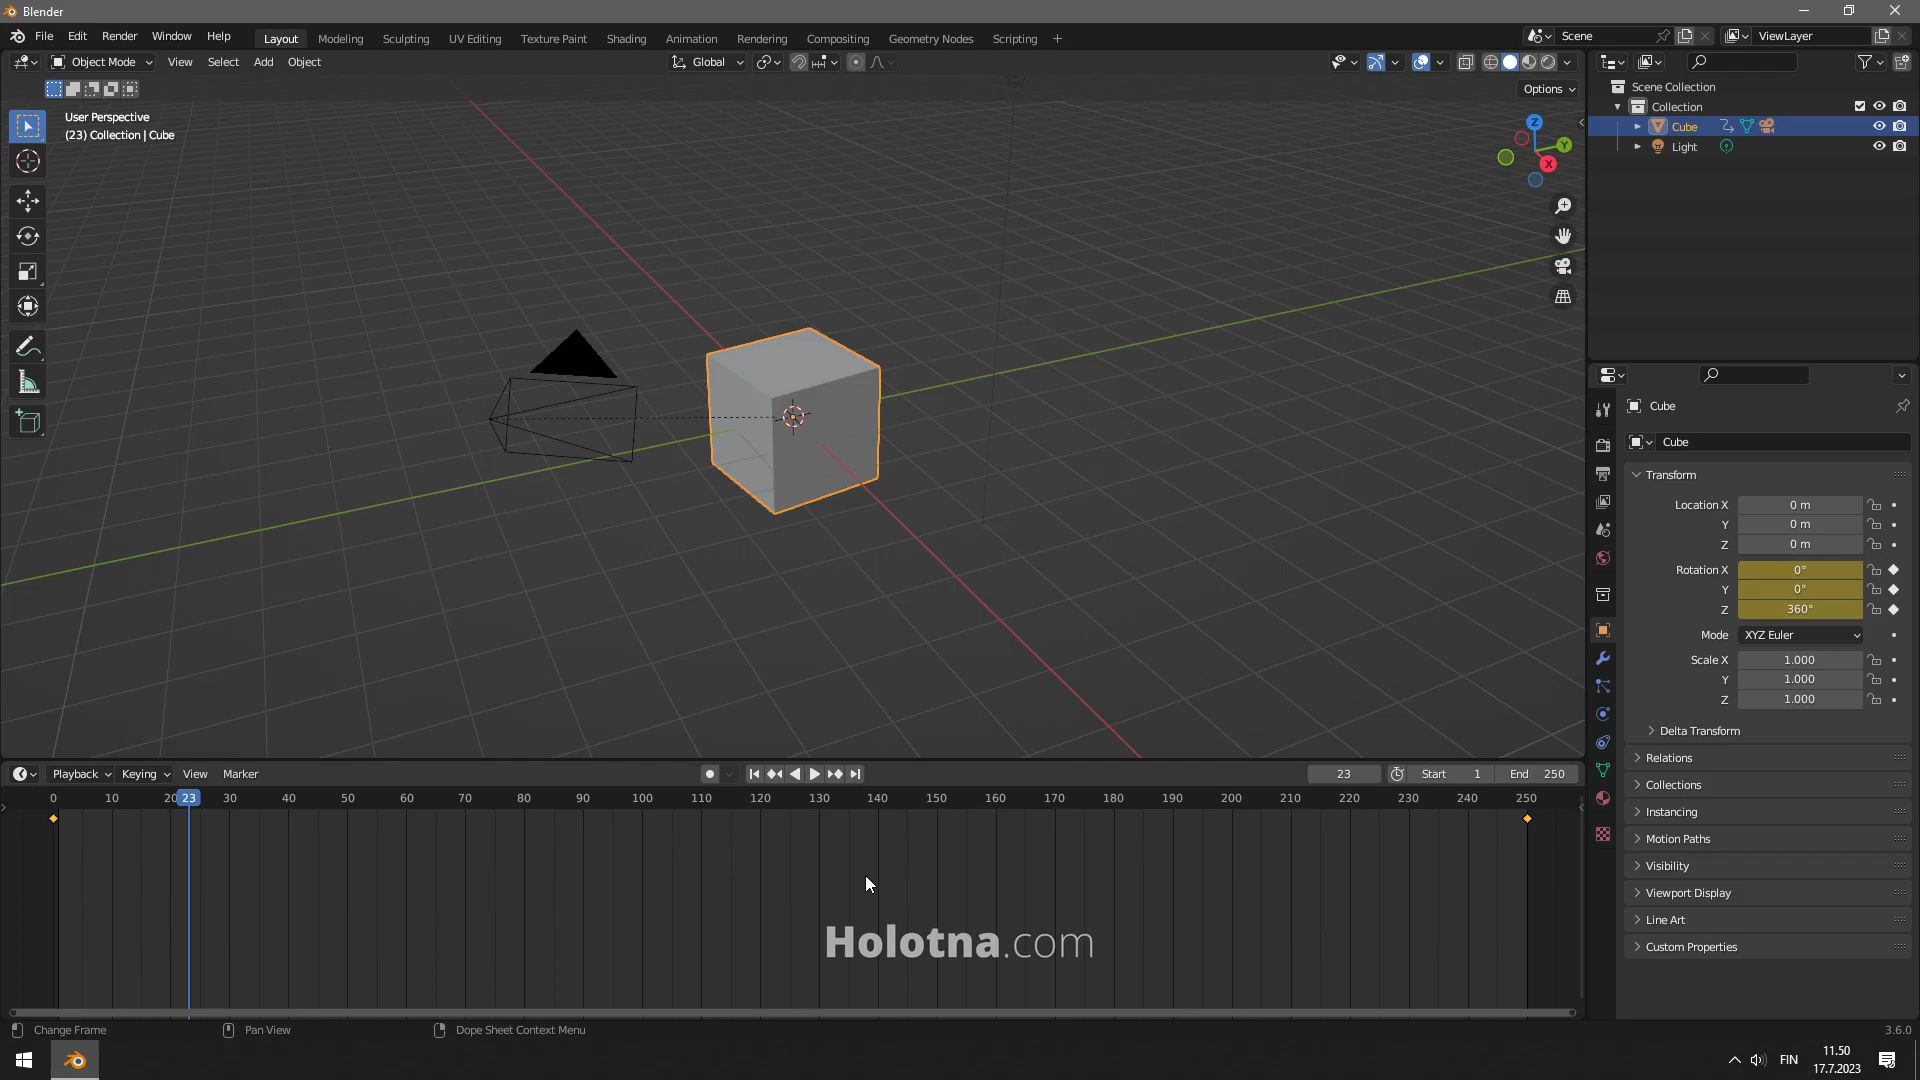 Blender
File Edit Render Window Help
Layout Modeling Sculpting UV Editing Texture Paint Shading Animation Rendering Compositing Geometry Nodes Scripting +
Scene
ViewLayer
Object Mode View Select Add Object
Global
Options
User Perspective
(23) Collection | Cube
Z
Y
X
Scene Collection
Collection
Cube
Light
Cube
Cube
Transform
Location X 0 m
Y 0 m
Z 0 m
Rotation X 0°
Y 0°
Z 360°
Mode XYZ Euler
Scale X 1.000
Y 1.000
Z 1.000
Delta Transform
Relations
Collections
Instancing
Motion Paths
Visibility
Viewport Display
Line Art
Custom Properties
Playback Keying View Marker
23 Start 1 End 250
0 10 20 23 30 40 50 60 70 80 90 100 110 120 130 140 150 160 170 180 190 200 210 220 230 240 250
Holotna.com
Change Frame Pan View Dope Sheet Context Menu
3.6.0
FIN
11.50
17.7.2023